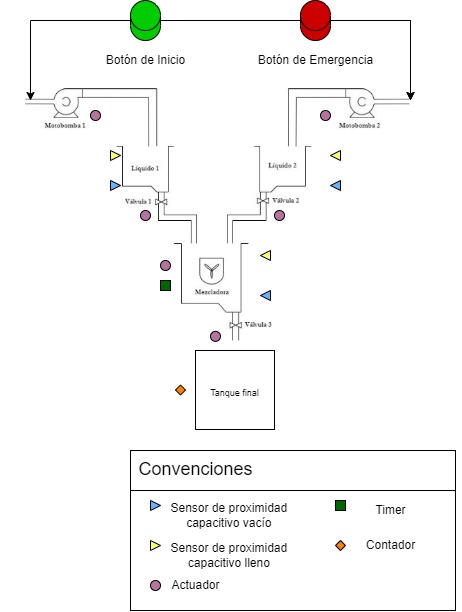 Botón de Inicio
Botón de Emergencia
Motobomba 1
Motobomba 2
Líquido 1
Líquido 2
Válvula 1
Válvula 2
Mezcladora
Válvula 3
Tanque final
Convenciones
Sensor de proximidad
capacitivo vacío
Timer
Sensor de proximidad
capacitivo lleno
Contador
Actuador